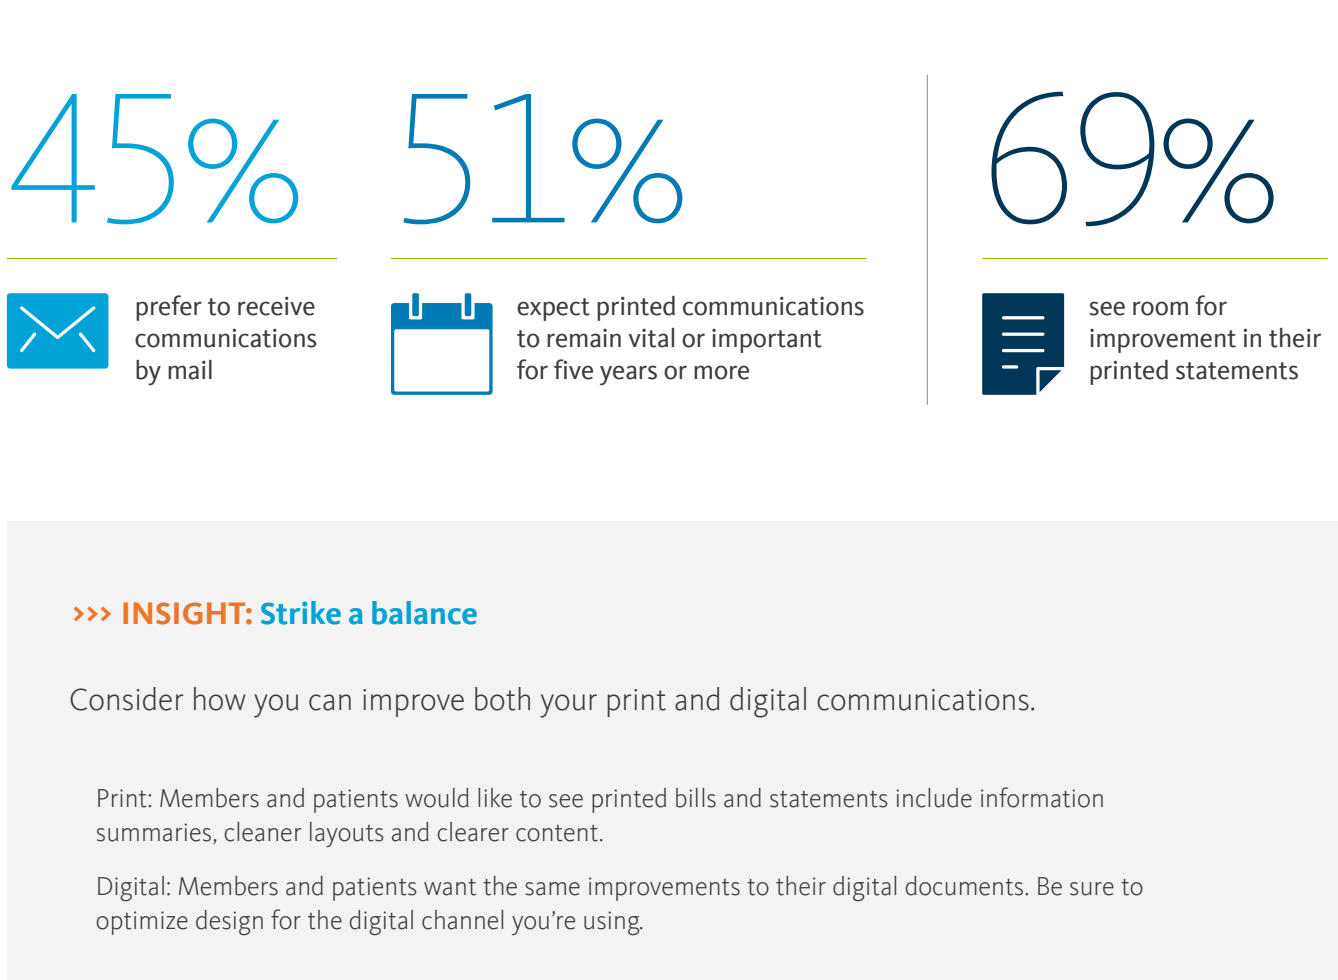 45%
prefer to receive
communications
by mail
51%
expect printed communications
to remain vital or important
for five years or more
69%
see room for
improvement in their
printed statements
>>> INSIGHT: Strike a balance
Consider how you can improve both your print and digital communications.
Print: Members and patients would like to see printed bills and statements include information
summaries, cleaner layouts and clearer content.
Digital: Members and patients want the same improvements to their digital documents. Be sure to
optimize design for the digital channel you’re using.